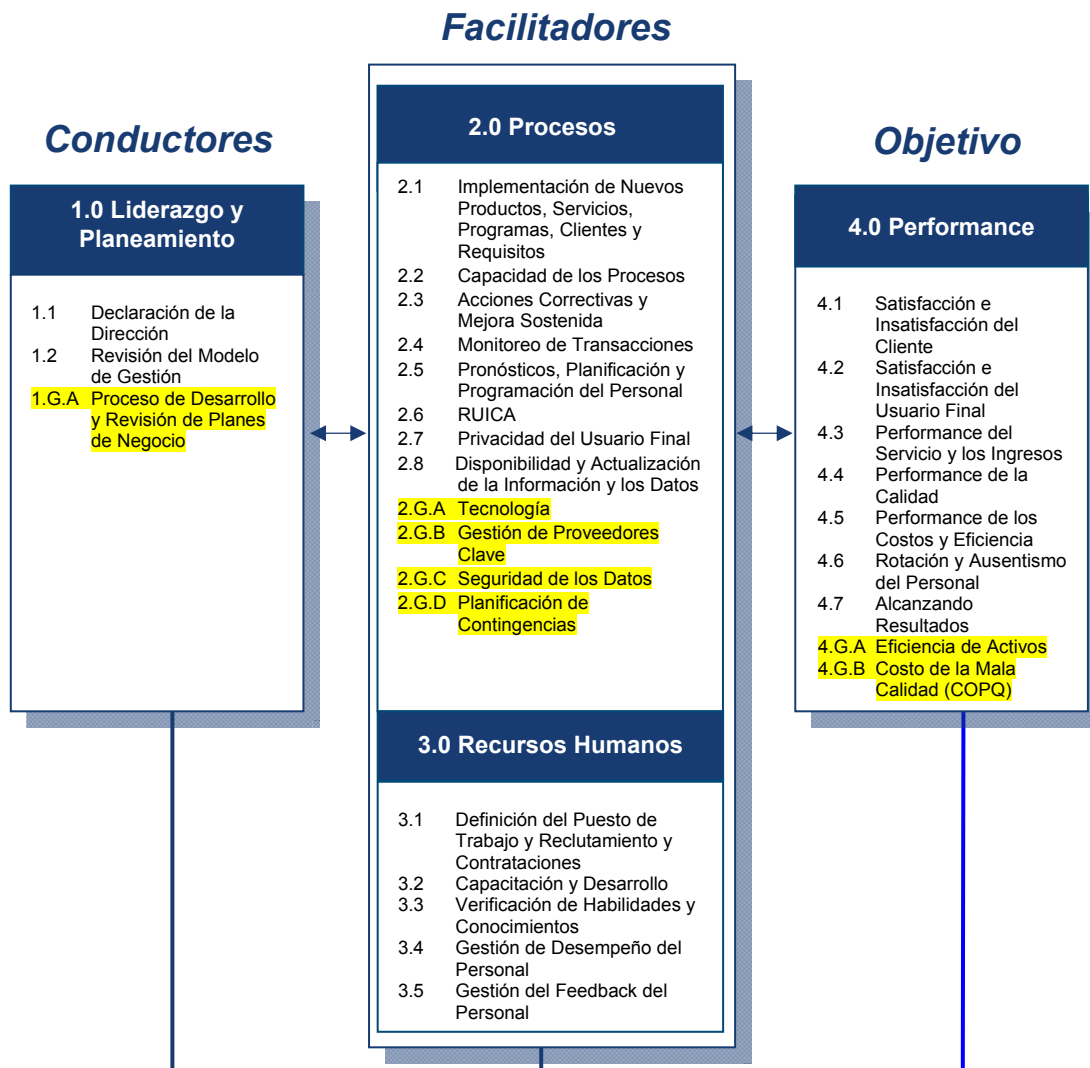 Facilitadores
Conductores
Objetivo
1.0 Liderazgo y
Planeamiento
1.1 Declaración de la
Dirección
1.2 Revisión del Modelo
de Gestión
1.G.A Proceso de Desarrollo
y Revisión de Planes
de Negocio
2.0 Procesos
2.1 Implementación de Nuevos
Productos, Servicios,
Programas, Clientes y
Requisitos
2.2 Capacidad de los Procesos
2.3 Acciones Correctivas y
Mejora Sostenida
2.4 Monitoreo de Transacciones
2.5 Pronósticos, Planificación y
Programación del Personal
2.6 RUICA
2.7 Privacidad del Usuario Final
2.8 Disponibilidad y Actualización
de la Información y los Datos
2.G.A Tecnología
2.G.B Gestión de Proveedores
Clave
2.G.C Seguridad de los Datos
2.G.D Planificación de
Contingencias
3.0 Recursos Humanos
3.1 Definición del Puesto de
Trabajo y Reclutamiento y
Contrataciones
3.2 Capacitación y Desarrollo
3.3 Verificación de Habilidades y
Conocimientos
3.4 Gestión de Desempeño del
Personal
3.5 Gestión del Feedback del
Personal
4.0 Performance
4.1 Satisfacción e
Insatisfacción del
Cliente
4.2 Satisfacción e
Insatisfacción del
Usuario Final
4.3 Performance del
Servicio y los Ingresos
4.4 Performance de la
Calidad
4.5 Performance de los
Costos y Eficiencia
4.6 Rotación y Ausentismo
del Personal
4.7 Alcanzando
Resultados
4.G.A Eficiencia de Activos
4.G.B Costo de la Mala
Calidad (COPQ)